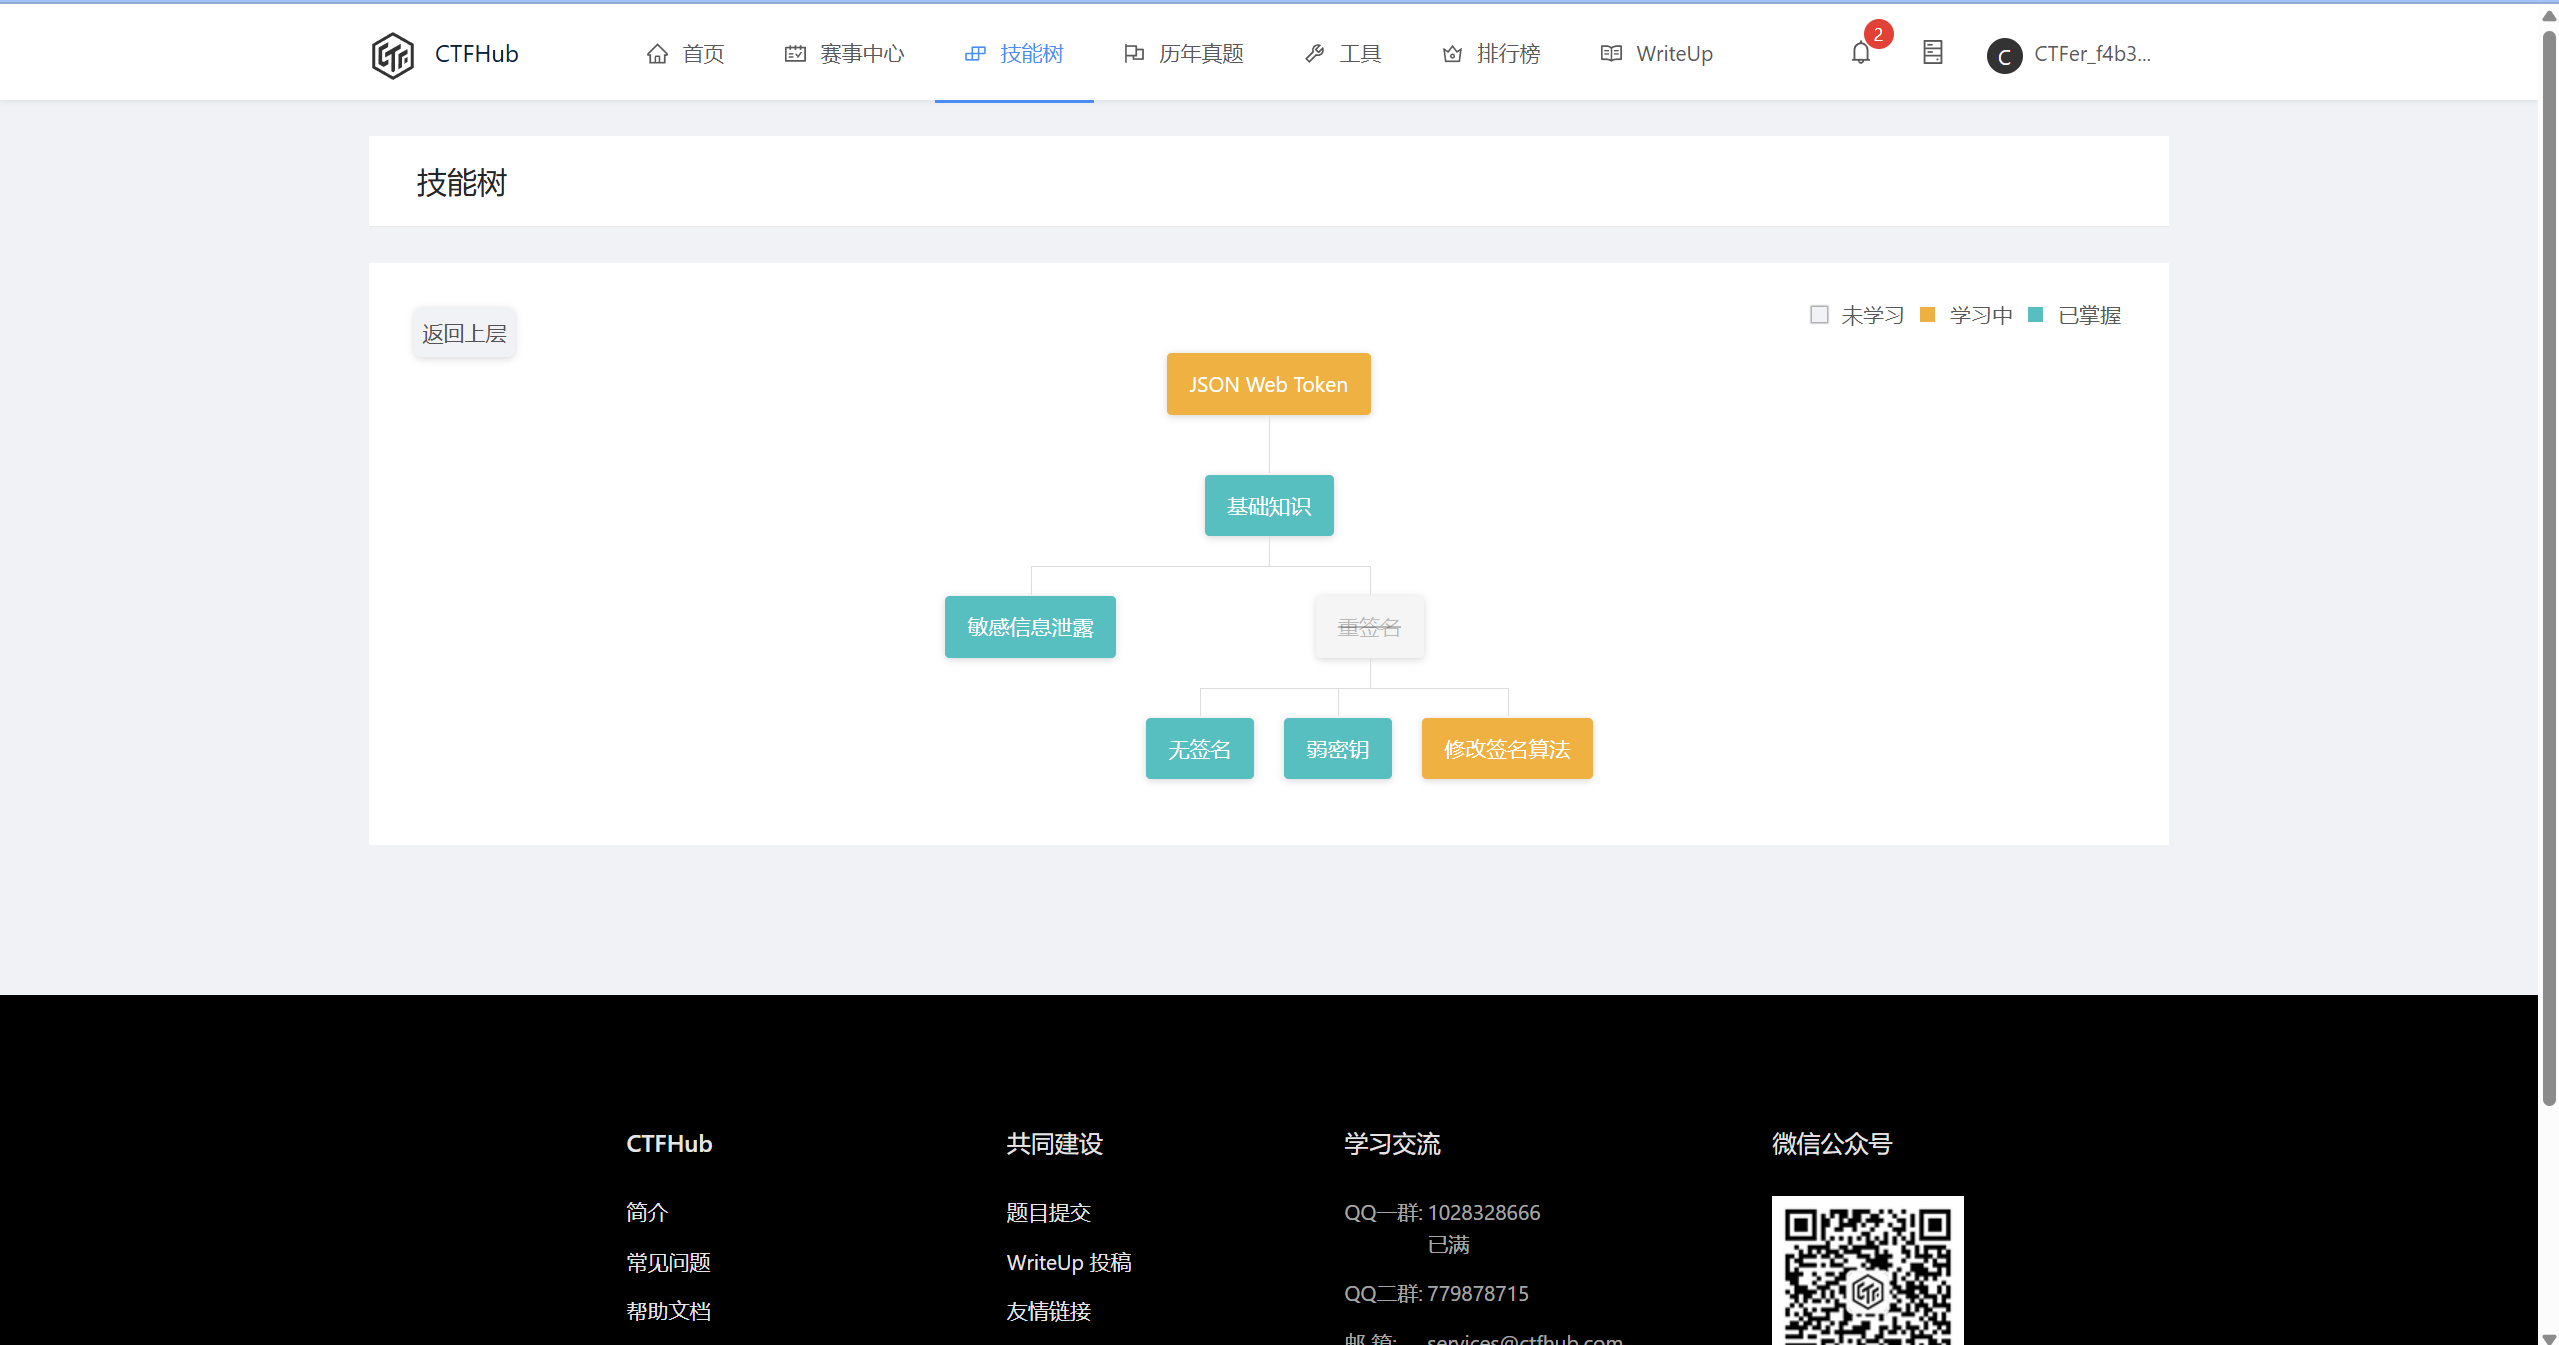 CTFHub
首页
赛事中心
技能树
历年真题
工具
排行榜
WriteUp
2
C
CTFer_f4b3...
技能树
返回上层
未学习
学习中
已掌握
JSON Web Token
基础知识
敏感信息泄露
重签名
无签名
弱密钥
修改签名算法
CTFHub
简介
常见问题
帮助文档
共同建设
题目提交
WriteUp 投稿
友情链接
学习交流
QQ一群: 1028328666
已满
QQ二群: 779878715
邮 箱: services@ctfhub.com
微信公众号